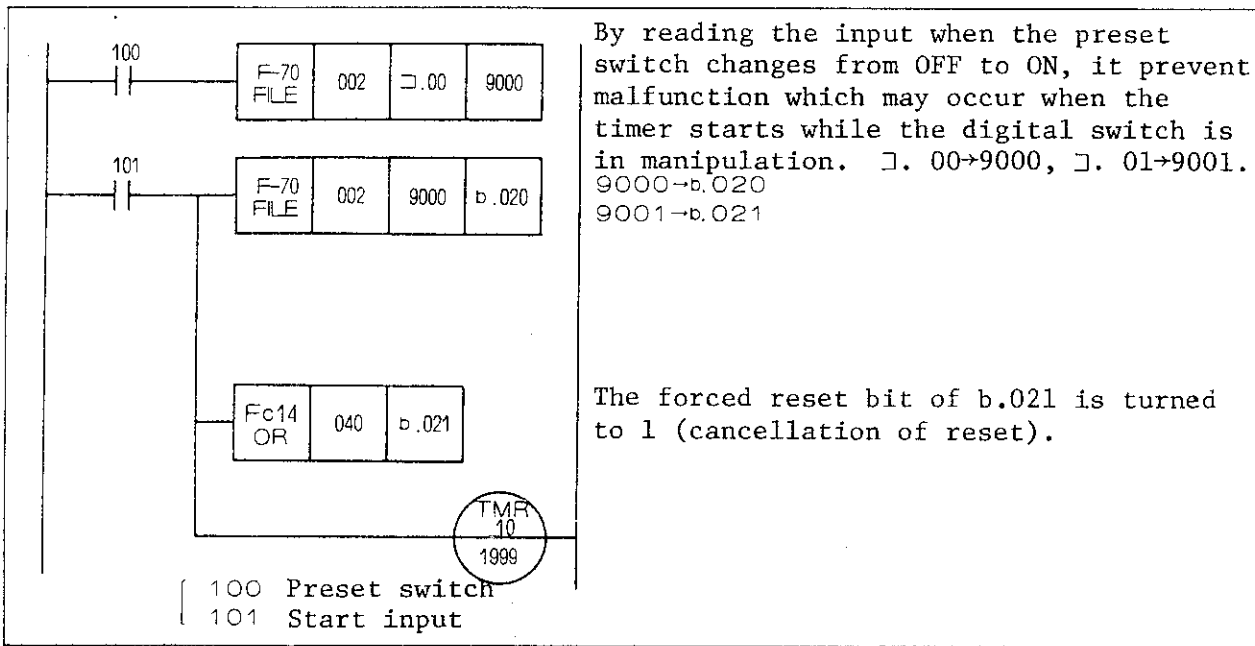 100
F-70 FILE 002 コ.00 9000
By reading the input when the preset
switch changes from OFF to ON, it prevent
malfunction which may occur when the
timer starts while the digital switch is
in manipulation. コ. 00→9000, コ. 01→9001.
9000→b.020
9001→b.021
101
F-70 FILE 002 9000 b.020
Fc14 OR 040 b.021
The forced reset bit of b.021 is turned
to 1 (cancellation of reset).
TMR
10
1999
100 Preset switch
101 Start input